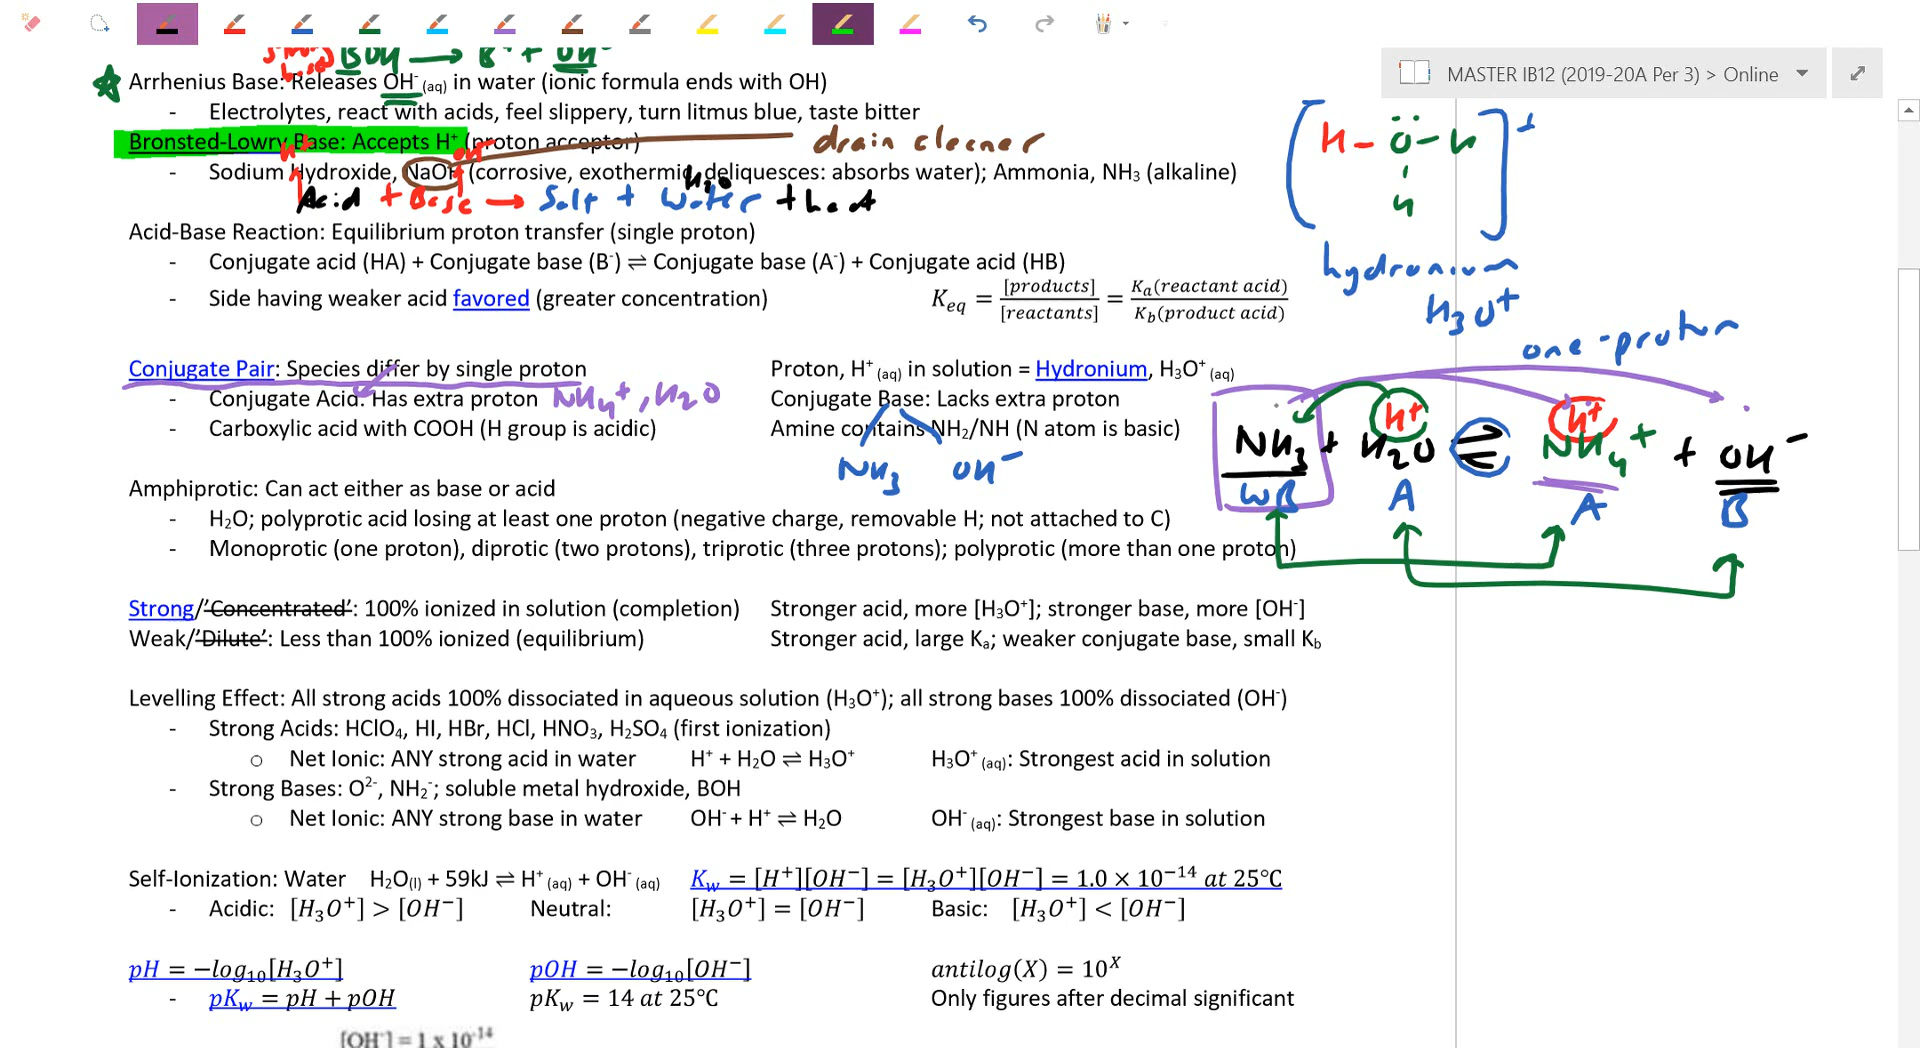 BOH → B⁺ + OH⁻
MASTER IB12 (2019-20A Per 3) > Online
Arrhenius Base: Releases OH⁻ (aq) in water (ionic formula ends with OH)
- Electrolytes, react with acids, feel slippery, turn litmus blue, taste bitter
Bronsted-Lowry Base: Accepts H⁺ (proton acceptor)
drain cleaner
H⁺ OH⁻
- Sodium Hydroxide, NaOH (corrosive, exothermic, deliquesces: absorbs water); Ammonia, NH₃ (alkaline)
H₂O
Acid + Base → Salt + Water + heat
[H-Ö-H]⁺
H
hydronium
H₃O⁺
Acid-Base Reaction: Equilibrium proton transfer (single proton)
- Conjugate acid (HA) + Conjugate base (B⁻) ⇌ Conjugate base (A⁻) + Conjugate acid (HB)
- Side having weaker acid favored (greater concentration)
K_eq = [products]/[reactants] = Kₐ(reactant acid)/K_b(product acid)
one-proton
Conjugate Pair: Species differ by single proton
Proton, H⁺ (aq) in solution = Hydronium, H₃O⁺ (aq)
- Conjugate Acid: Has extra proton NH₄⁺, H₂O
Conjugate Base: Lacks extra proton
- Carboxylic acid with COOH (H group is acidic)
Amine contains NH₂/NH (N atom is basic)
NH₃ OH⁻
H⁺ H⁺
NH₃ + H₂O ⇌ NH₄⁺ + OH⁻
WB A A B
Amphiprotic: Can act either as base or acid
- H₂O; polyprotic acid losing at least one proton (negative charge, removable H; not attached to C)
- Monoprotic (one proton), diprotic (two protons), triprotic (three protons); polyprotic (more than one proton)
Strong/'Concentrated': 100% ionized in solution (completion)
Stronger acid, more [H₃O⁺]; stronger base, more [OH⁻]
Weak/'Dilute': Less than 100% ionized (equilibrium)
Stronger acid, large Kₐ; weaker conjugate base, small K_b
Levelling Effect: All strong acids 100% dissociated in aqueous solution (H₃O⁺); all strong bases 100% dissociated (OH⁻)
- Strong Acids: HClO₄, HI, HBr, HCl, HNO₃, H₂SO₄ (first ionization)
o Net Ionic: ANY strong acid in water H⁺ + H₂O ⇌ H₃O⁺ H₃O⁺ (aq): Strongest acid in solution
- Strong Bases: O²⁻, NH₂⁻; soluble metal hydroxide, BOH
o Net Ionic: ANY strong base in water OH⁻ + H⁺ ⇌ H₂O OH⁻ (aq): Strongest base in solution
Self-Ionization: Water H₂O(l) + 59kJ ⇌ H⁺ (aq) + OH⁻ (aq) K_w = [H⁺][OH⁻] = [H₃O⁺][OH⁻] = 1.0 × 10⁻¹⁴ at 25°C
- Acidic: [H₃O⁺] > [OH⁻] Neutral: [H₃O⁺] = [OH⁻] Basic: [H₃O⁺] < [OH⁻]
pH = −log₁₀[H₃O⁺] pOH = −log₁₀[OH⁻] antilog(X) = 10ˣ
- pK_w = pH + pOH pK_w = 14 at 25°C Only figures after decimal significant
[OH⁻] = 1 x 10⁻¹⁴